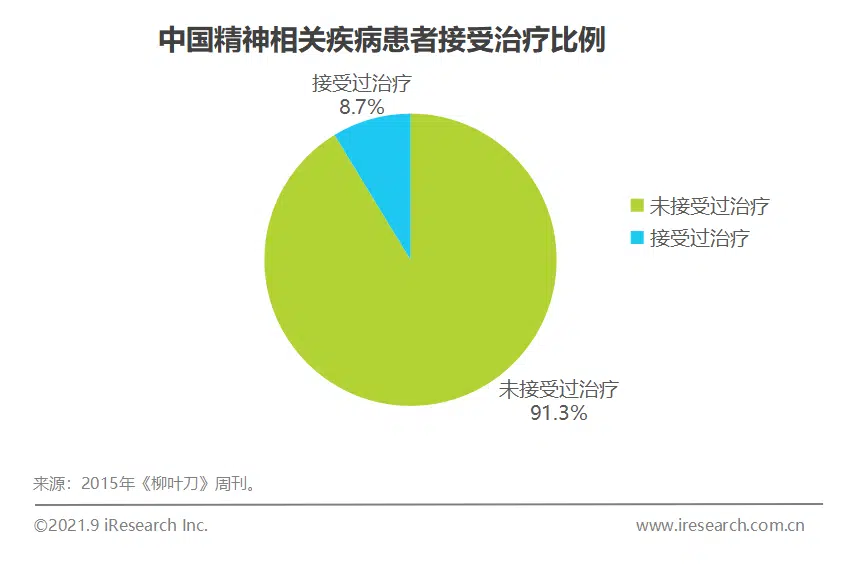 中国精神相关疾病患者接受治疗比例
接受过治疗
8.7%
未接受过治疗
接受过治疗
未接受过治疗
91.3%
来源：2015年《柳叶刀》周刊。
©2021.9 iResearch Inc.
www.iresearch.com.cn